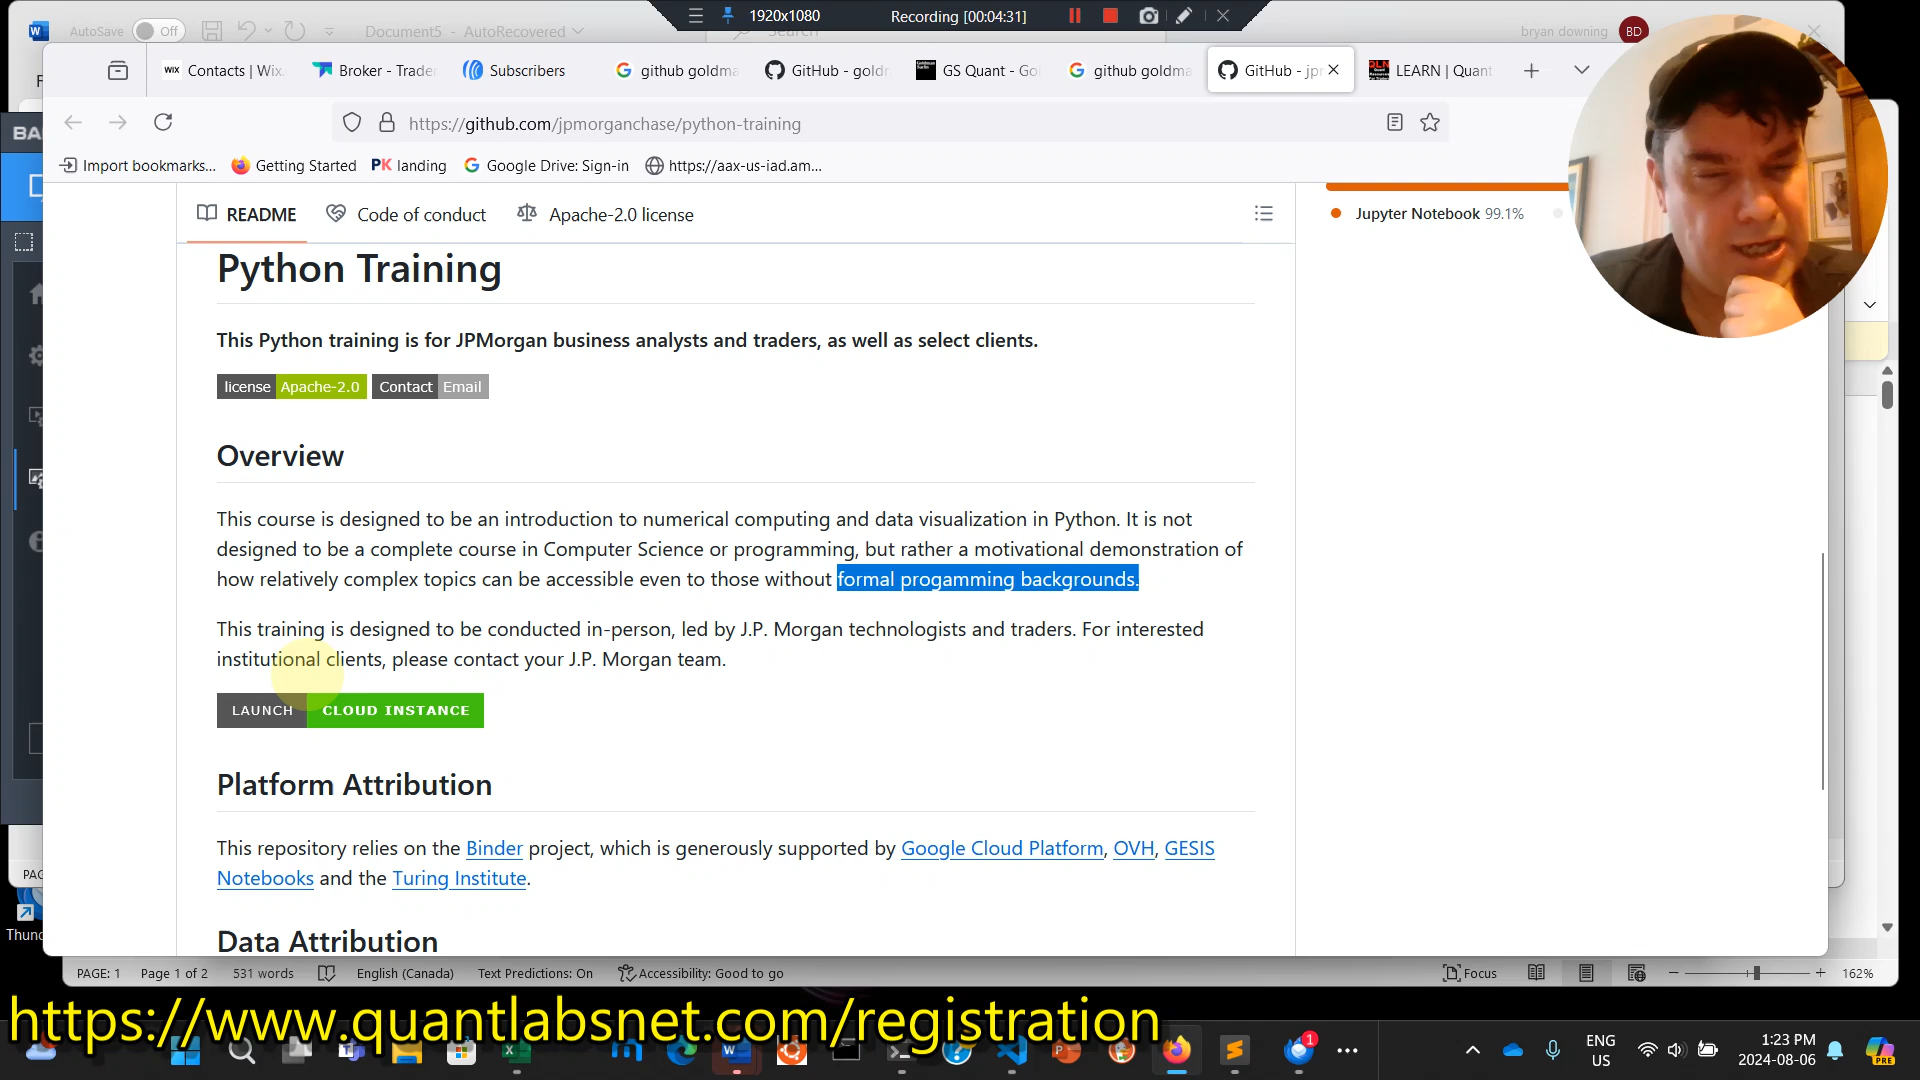 1920x1080
Recording [00:04:31]
AutoSave
Off
Document5 - AutoRecovered
Search
bryan downing
BD
Contacts | Wix.
Broker - Trade
Subscribers
github goldma
GitHub - gold
GS Quant - Go
github goldma
GitHub - jp
LEARN | Quant
https://github.com/jpmorganchase/python-training
Import bookmarks...
Getting Started
PK landing
Google Drive: Sign-in
https://aax-us-iad.am...
README
Code of conduct
Apache-2.0 license
Jupyter Notebook 99.1%
Python Training
This Python training is for JPMorgan business analysts and traders, as well as select clients.
license Apache-2.0 Contact Email
Overview
This course is designed to be an introduction to numerical computing and data visualization in Python. It is not
designed to be a complete course in Computer Science or programming, but rather a motivational demonstration of
how relatively complex topics can be accessible even to those without formal progamming backgrounds.
This training is designed to be conducted in-person, led by J.P. Morgan technologists and traders. For interested
institutional clients, please contact your J.P. Morgan team.
LAUNCH CLOUD INSTANCE
Platform Attribution
This repository relies on the Binder project, which is generously supported by Google Cloud Platform, OVH, GESIS
Notebooks and the Turing Institute.
Data Attribution
PAG
Thun
PAGE: 1
Page 1 of 2
531 words
English (Canada)
Text Predictions: On
Accessibility: Good to go
Focus
162%
https://www.quantlabsnet.com/registration
1
ENG
US
1:23 PM
2024-08-06
PRE